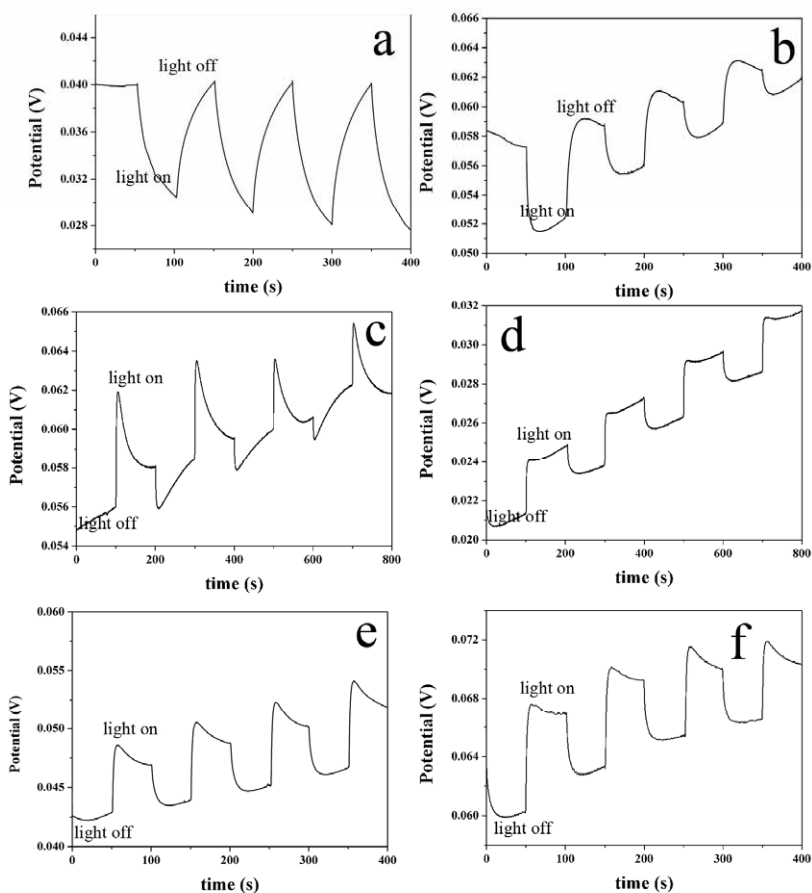 a
0.044
0.040
0.036
0.032
0.028
Potential (V)
light off
light on
0 100 200 300 400
time (s)
b
0.066
0.064
0.062
0.060
0.058
0.056
0.054
0.052
0.050
Potential (V)
light off
light on
0 100 200 300 400
time (s)
c
0.066
0.064
0.062
0.060
0.058
0.056
0.054
Potential (V)
light on
light off
0 200 400 600 800
time (s)
d
0.032
0.028
0.024
0.020
0.022
0.026
0.030
Potential (V)
light on
light off
0 200 400 600 800
time (s)
e
0.060
0.055
0.050
0.045
0.040
Potential (V)
light on
light off
0 100 200 300 400
time (s)
f
0.072
0.068
0.064
0.060
Potential (V)
light on
light off
0 100 200 300 400
time (s)